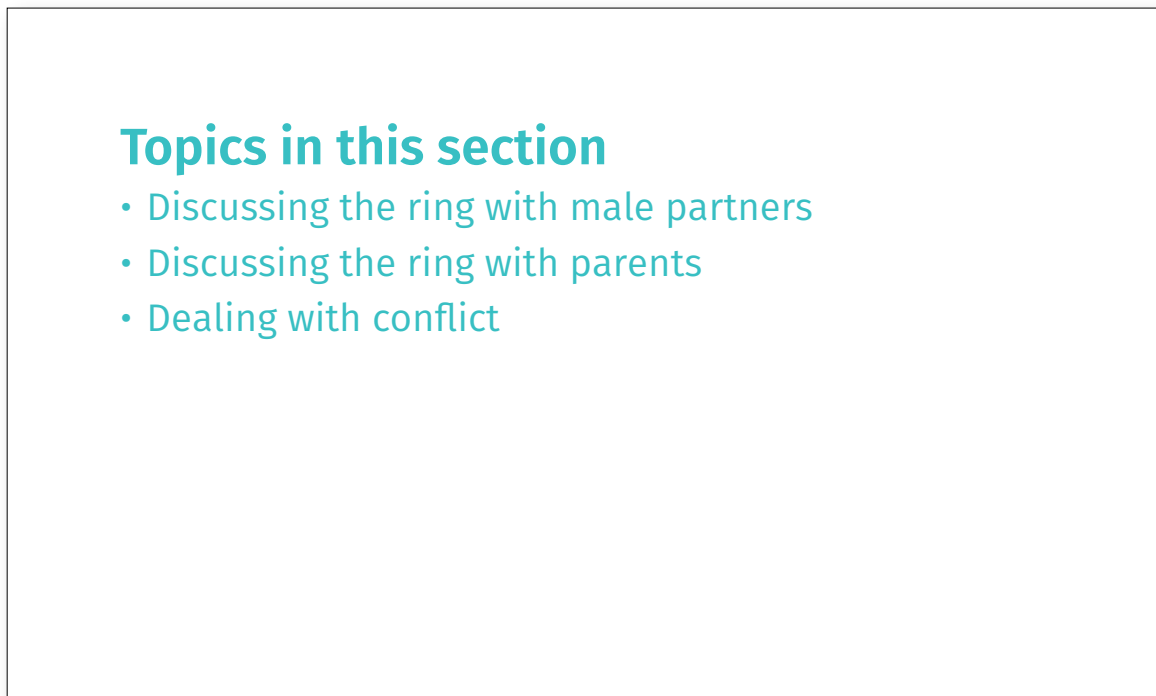 Topics in this section
• Discussing the ring with male partners
• Discussing the ring with parents
• Dealing with conflict